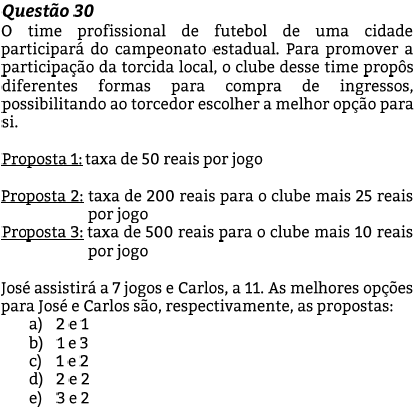 Questão 30
O time profissional de futebol de uma cidade
participará do campeonato estadual. Para promover a
participação da torcida local, o clube desse time propôs
diferentes formas para compra de ingressos,
possibilitando ao torcedor escolher a melhor opção para
si.
Proposta 1: taxa de 50 reais por jogo
Proposta 2: taxa de 200 reais para o clube mais 25 reais
por jogo
Proposta 3: taxa de 500 reais para o clube mais 10 reais
por jogo
José assistirá a 7 jogos e Carlos, a 11. As melhores opções
para José e Carlos são, respectivamente, as propostas:
a) 2 e 1
b) 1 e 3
c) 1 e 2
d) 2 e 2
e) 3 e 2